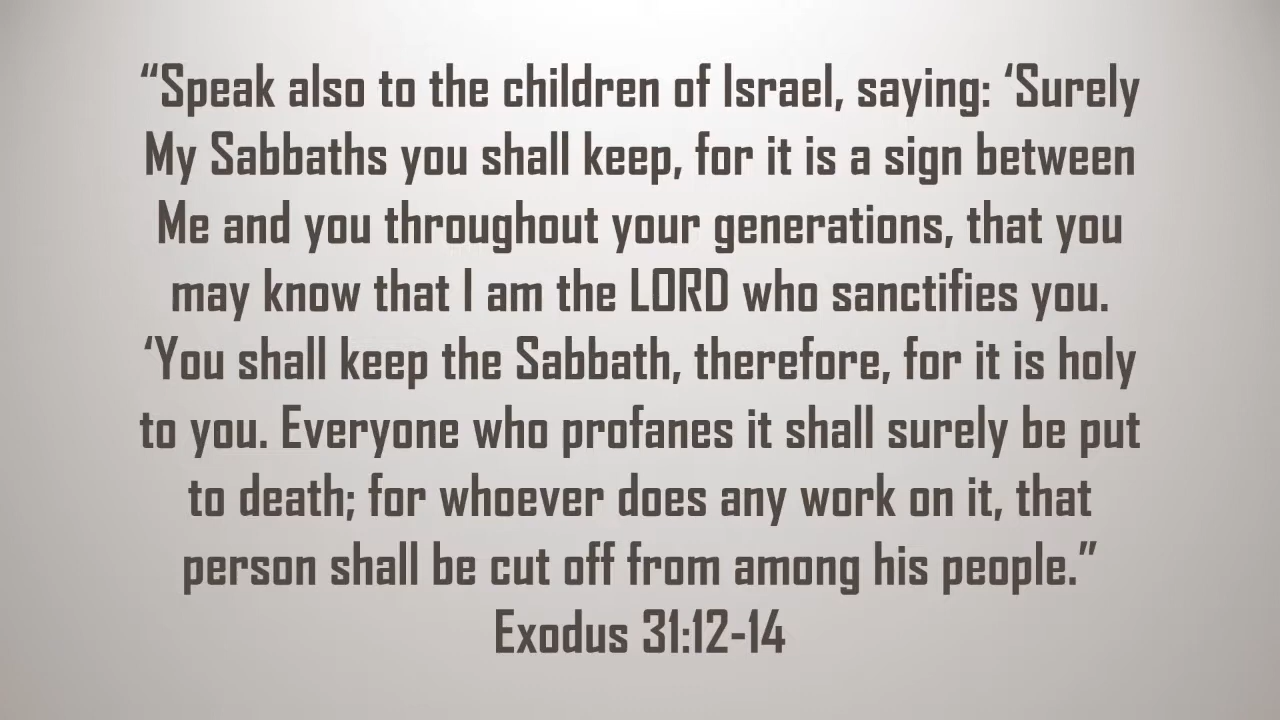 “Speak also to the children of Israel, saying: ‘Surely
My Sabbaths you shall keep, for it is a sign between
Me and you throughout your generations, that you
may know that I am the LORD who sanctifies you.
‘You shall keep the Sabbath, therefore, for it is holy
to you. Everyone who profanes it shall surely be put
to death; for whoever does any work on it, that
person shall be cut off from among his people.”
Exodus 31:12-14